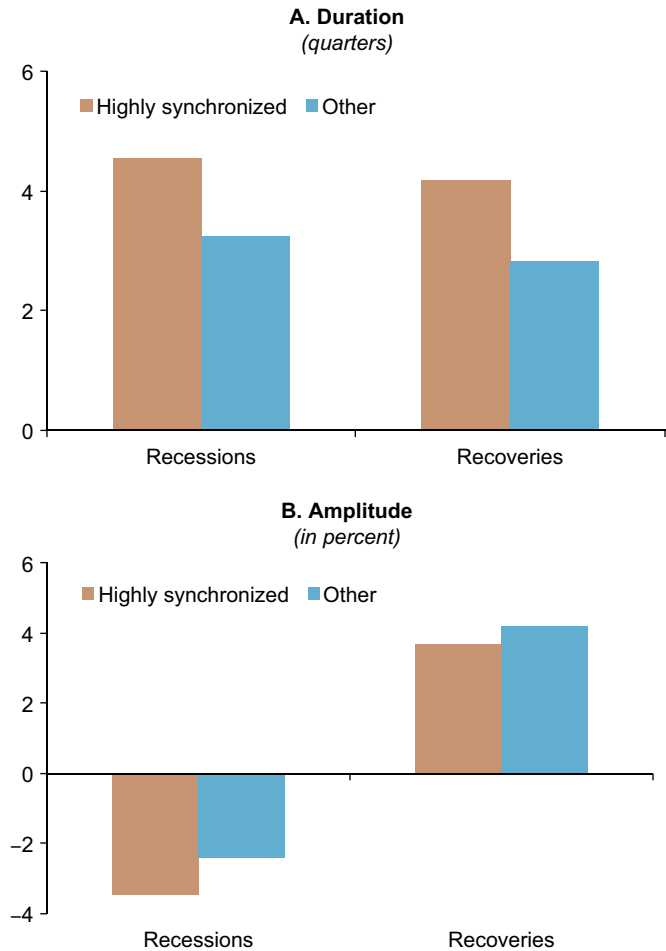 A. Duration
(quarters)
6
Highly synchronized Other
4
2
0
Recessions Recoveries
B. Amplitude
(in percent)
6
Highly synchronized Other
4
2
0
–2
–4
Recessions Recoveries